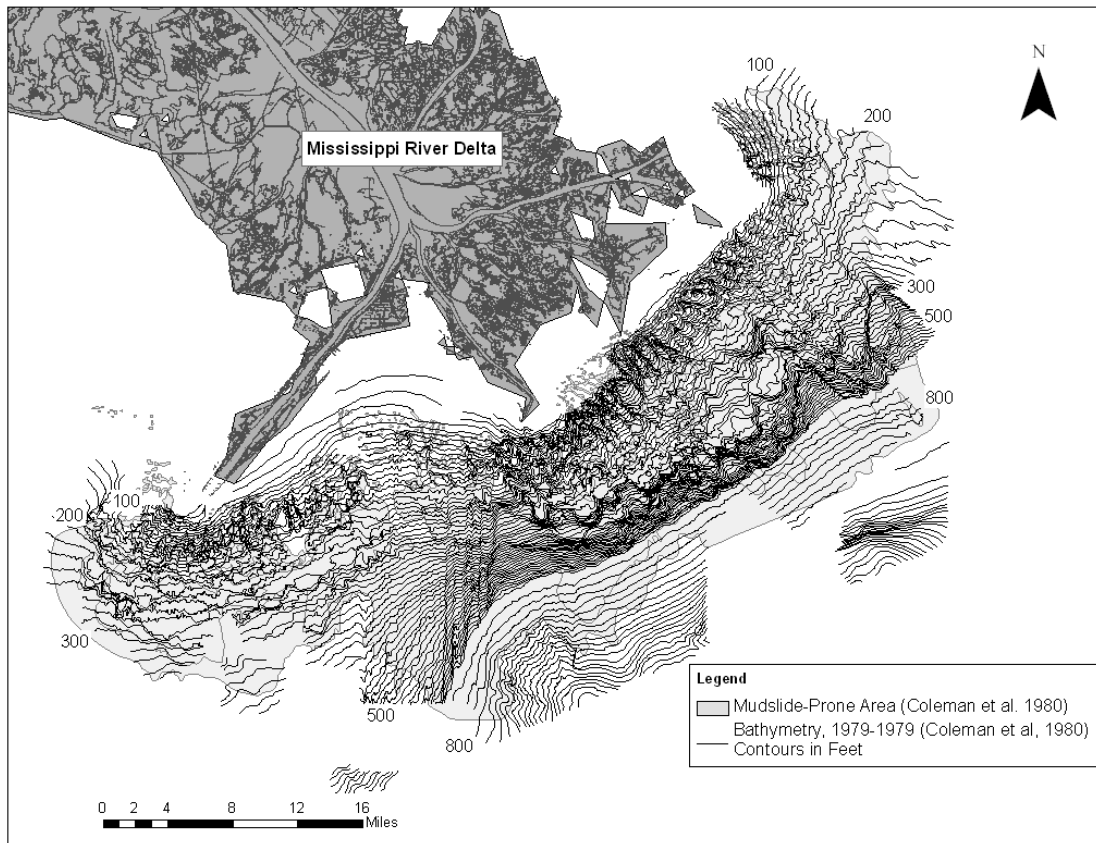 N
100
200
Mississippi River Delta
300
500
800
100
200
300
500
800
Legend
Mudslide-Prone Area (Coleman et al. 1980)
Bathymetry, 1979-1979 (Coleman et al, 1980)
Contours in Feet
0 2 4 8 12 16
Miles